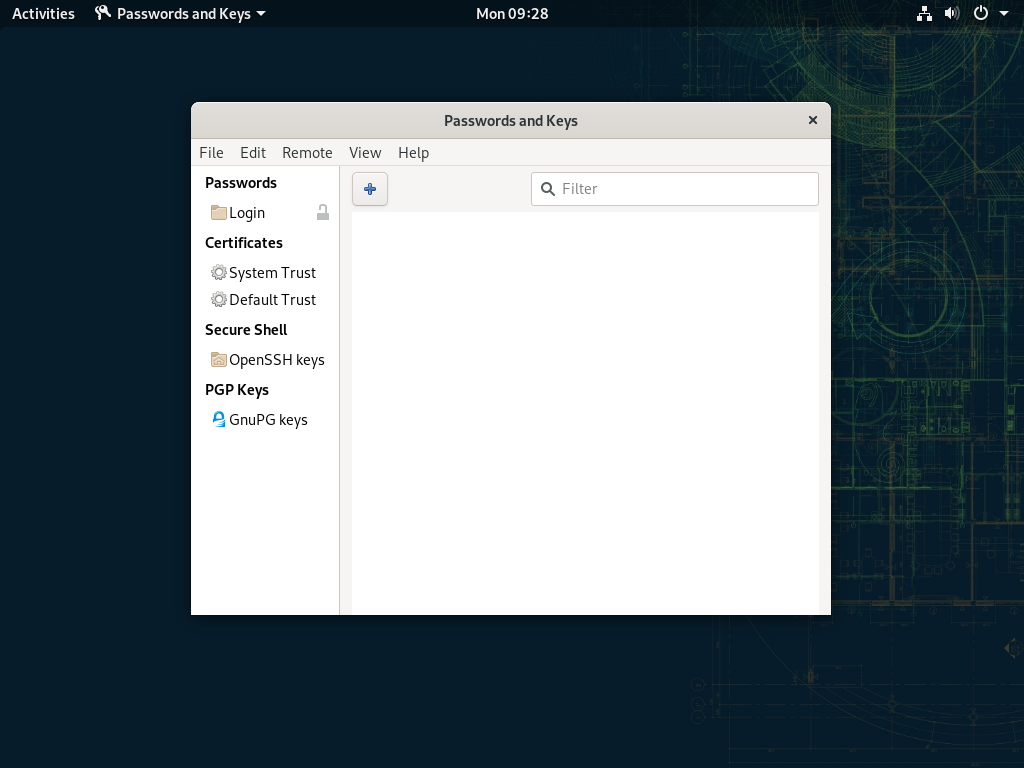 Activities Passwords and Keys Mon 09:28
Passwords and Keys
File Edit Remote View Help
Passwords
Filter
Login
Certificates
System Trust
Default Trust
Secure Shell
OpenSSH keys
PGP Keys
GnuPG keys